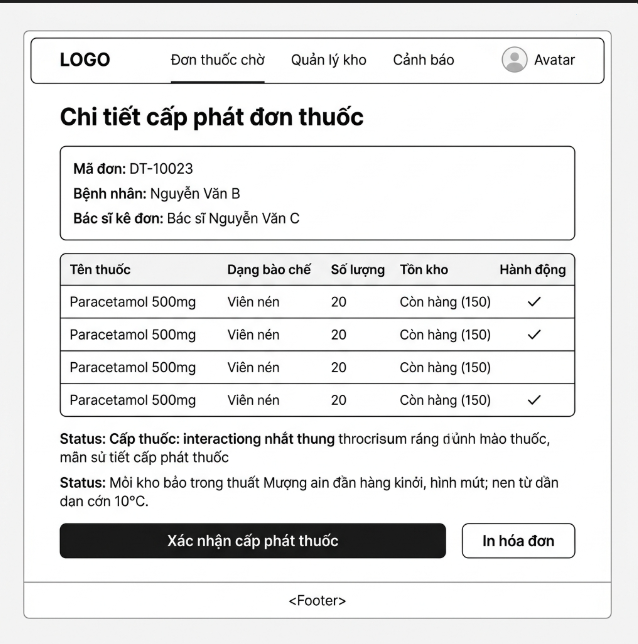 LOGO
Đơn thuốc chờ
Quản lý kho
Cảnh báo
Avatar
Chi tiết cấp phát đơn thuốc
Mã đơn: DT-10023
Bệnh nhân: Nguyễn Văn B
Bác sĩ kê đơn: Bác sĩ Nguyễn Văn C
Tên thuốc Dạng bào chế Số lượng Tồn kho Hành động
Paracetamol 500mg Viên nén 20 Còn hàng (150) ✓
Paracetamol 500mg Viên nén 20 Còn hàng (150) ✓
Paracetamol 500mg Viên nén 20 Còn hàng (150)
Paracetamol 500mg Viên nén 20 Còn hàng (150) ✓
Status: Cấp thuốc: interactiong nhắt thung throcrisum ráng mào thuốc,
mãn sử tiết cấp phát thuốc
Status: Môi kho bảo trong thuất Mượng ain đần hàng kinởi, hình mút; nen từ dần
dan cớn 10°C.
Xác nhận cấp phát thuốc
In hóa đơn
<Footer>